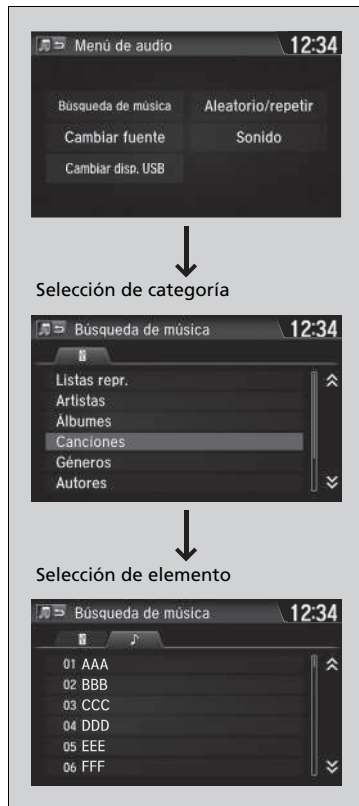 Menú de audio 12:34
Búsqueda de música Aleatorio/repetir
Cambiar fuente Sonido
Cambiar disp. USB
Selección de categoría
Búsqueda de música 12:34
Listas repr.
Artistas
Álbumes
Canciones
Géneros
Autores
Selección de elemento
Búsqueda de música 12:34
01 AAA
02 BBB
03 CCC
04 DDD
05 EEE
06 FFF